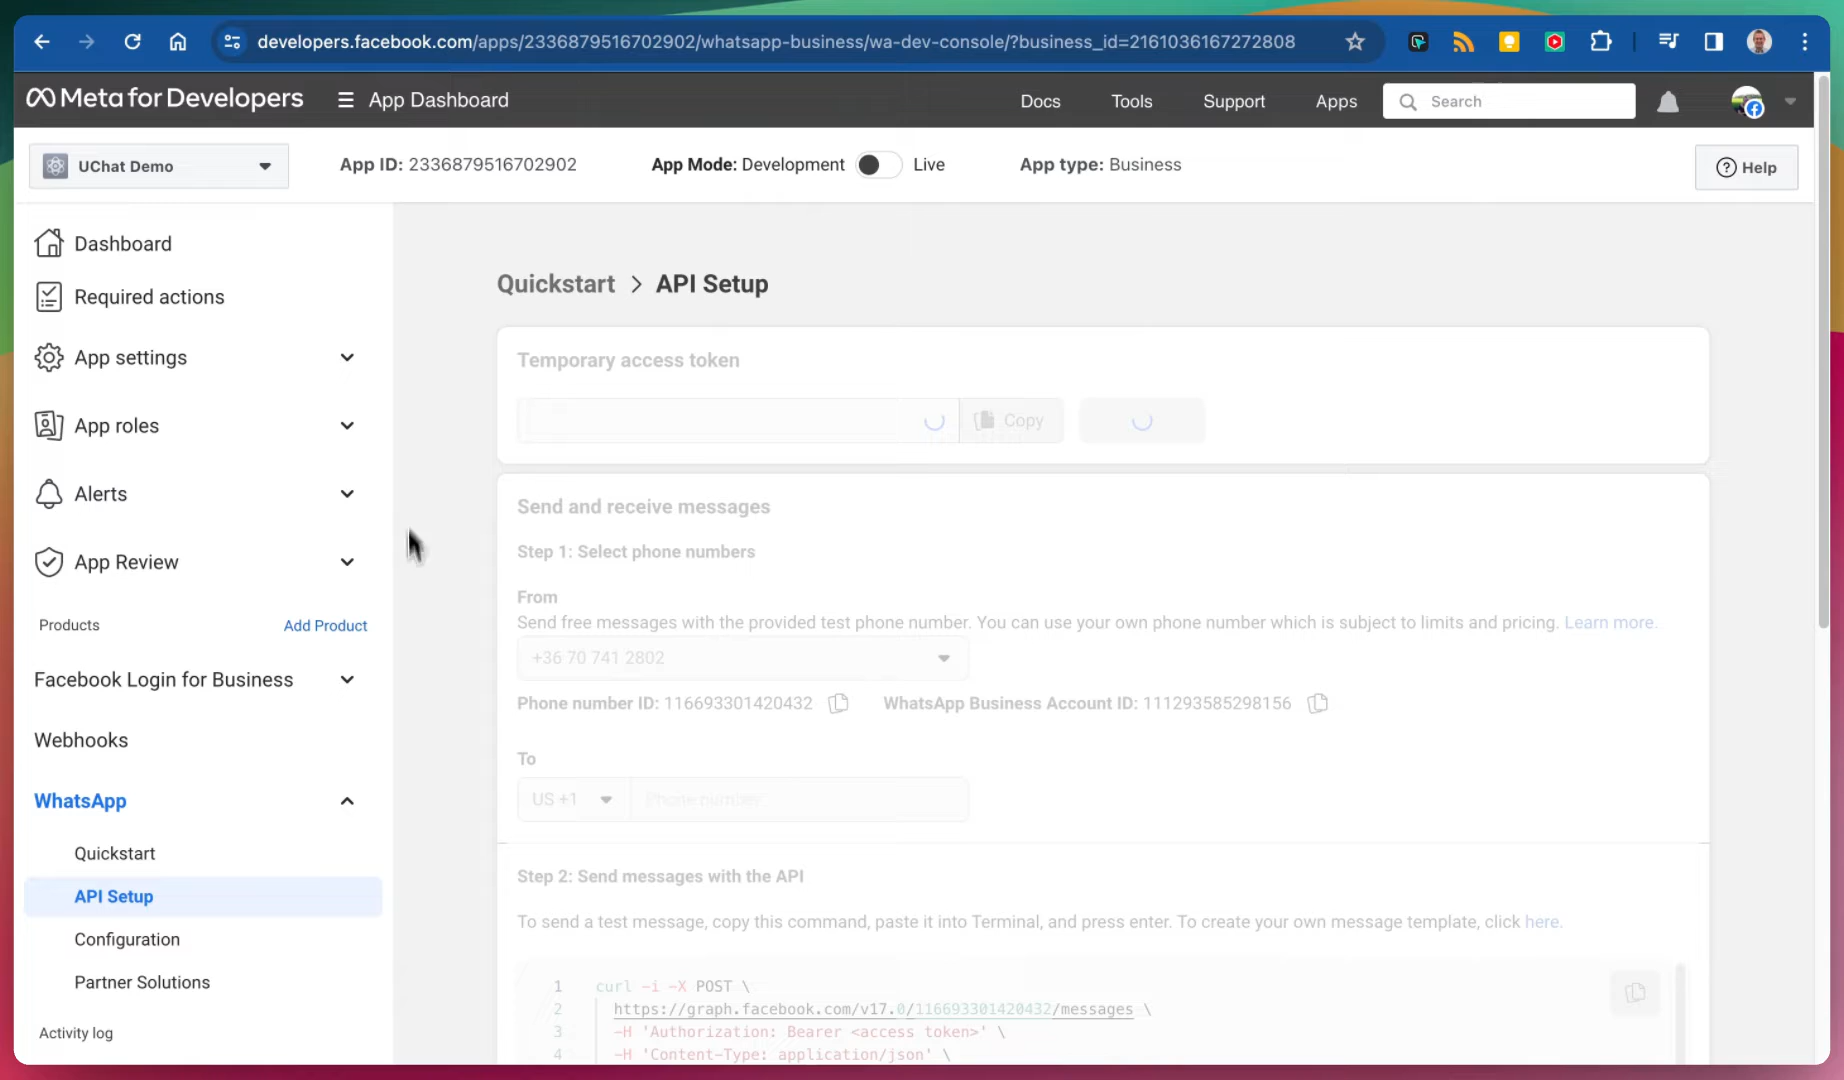 developers.facebook.com/apps/2336879516702902/whatsapp-business/wa-dev-console/?business_id=2161036167272808
Meta for Developers
App Dashboard
Docs
Tools
Support
Apps
Search
UChat Demo
App ID: 2336879516702902
App Mode: Development
Live
App type: Business
Help
Dashboard
Required actions
App settings
App roles
Alerts
App Review
Products
Add Product
Facebook Login for Business
Webhooks
WhatsApp
Quickstart
API Setup
Configuration
Partner Solutions
Activity log
Quickstart > API Setup
Temporary access token
Copy
Send and receive messages
Step 1: Select phone numbers
From
Send free messages with the provided test phone number. You can use your own phone number which is subject to limits and pricing. Learn more.
+36 70 741 2802
Phone number ID: 116693301420432
WhatsApp Business Account ID: 111293585298156
To
US +1
Phone number
Step 2: Send messages with the API
To send a test message, copy this command, paste it into Terminal, and press enter. To create your own message template, click here.
1 curl -i -X POST \
2 https://graph.facebook.com/v17.0/116693301420432/messages \
3 -H 'Authorization: Bearer <access token>' \
4 -H 'Content-Type: application/json' \